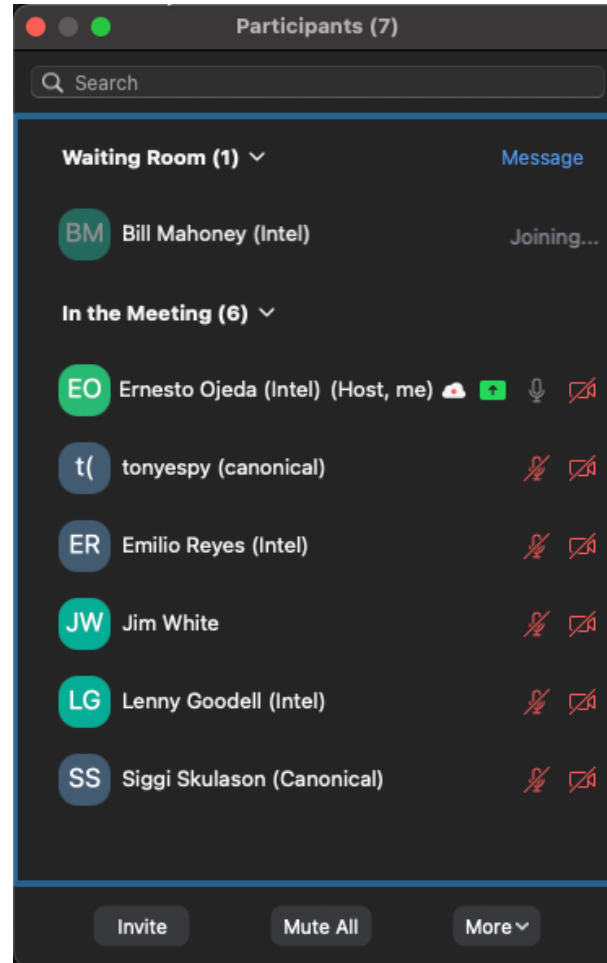 Participants (7)
Search
Waiting Room (1) Message
BM Bill Mahoney (Intel) Joining...
In the Meeting (6)
EO Ernesto Ojeda (Intel) (Host, me)
t( tonyespy (canonical)
ER Emilio Reyes (Intel)
JW Jim White
LG Lenny Goodell (Intel)
SS Siggi Skulason (Canonical)
Invite Mute All More